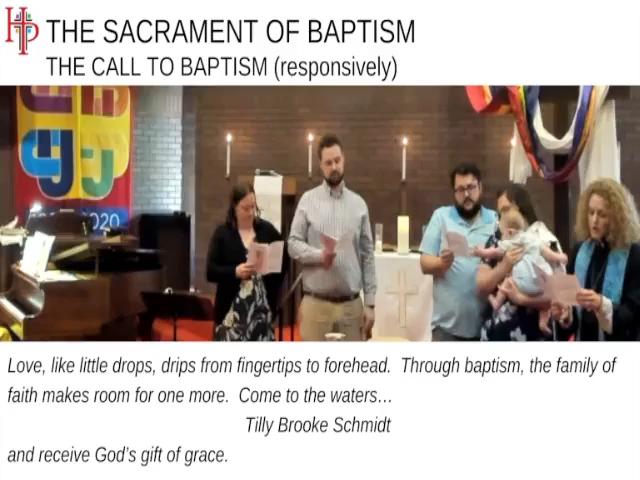 HP
THE SACRAMENT OF BAPTISM
THE CALL TO BAPTISM (responsively)
2020
Love, like little drops, drips from fingertips to forehead. Through baptism, the family of
faith makes room for one more. Come to the waters…
Tilly Brooke Schmidt
and receive God's gift of grace.